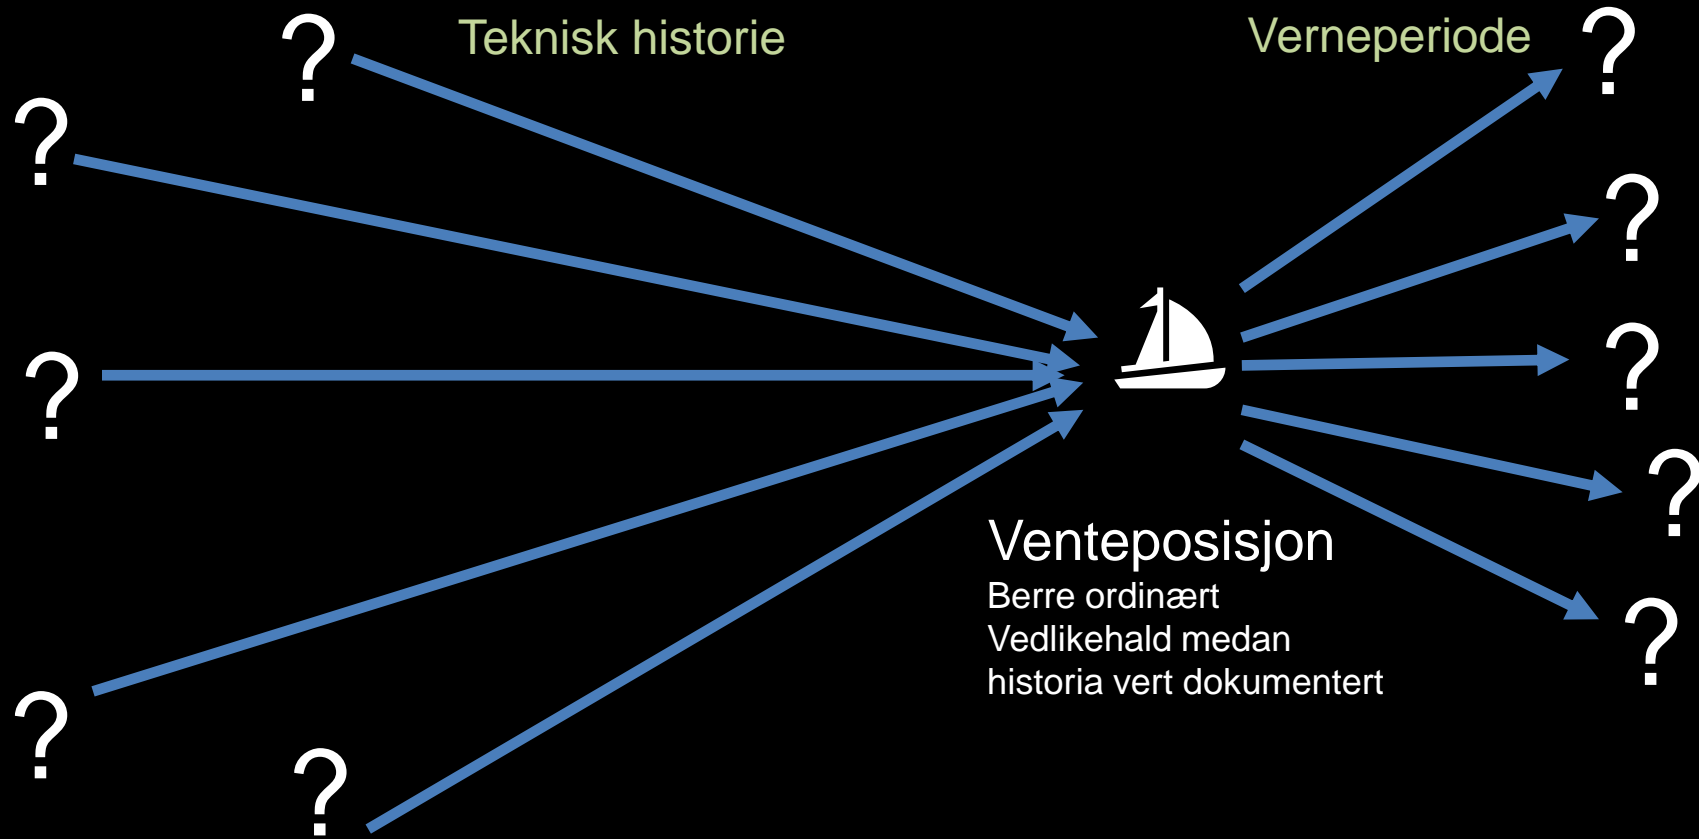 Teknisk historie
Verneperiode
?
?
?
?
?
?
?
?
?
?
Venteposisjon
Berre ordinært
Vedlikehald medan
historia vert dokumentert